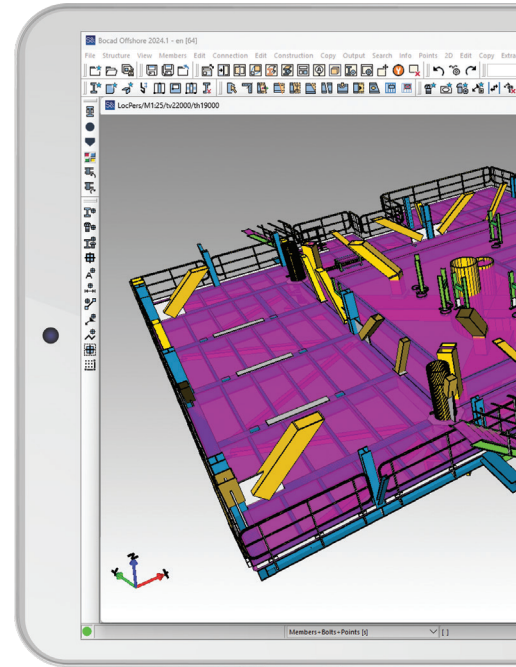 Bocad Offshore 2024.1 - en [64]
File Structure View Members Edit Connection Edit Construction Copy Output Search Info Points 2D Edit Copy Extra
LocPers/M1:25/tv22000/th19000
Z
Y X
Members+Bolts+Points [s] [ ]